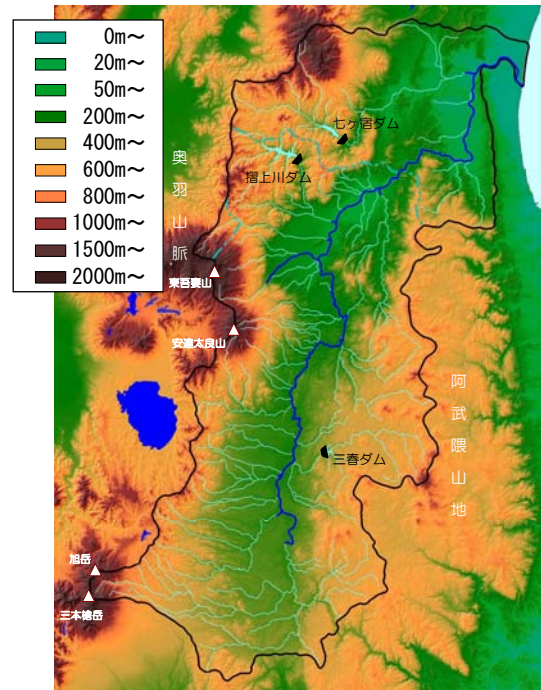 0m～
20m～
50m～
200m～
400m～
600m～
800m～
1000m～
1500m～
2000m～
七ヶ宿ダム
摺上川ダム
奥羽山脈
東吾妻山
安達太良山
阿武隈山地
三春ダム
旭岳
三本槍岳